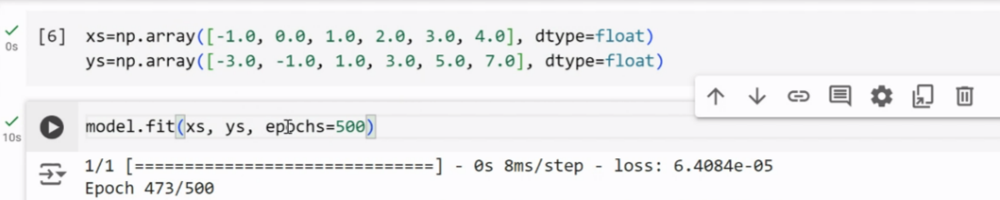 [6] xs=np.array([-1.0, 0.0, 1.0, 2.0, 3.0, 4.0], dtype=float)
0s
ys=np.array([-3.0, -1.0, 1.0, 3.0, 5.0, 7.0], dtype=float)
model.fit(xs, ys, epochs=500)
10s
1/1 [==============================] - 0s 8ms/step - loss: 6.4084e-05
Epoch 473/500